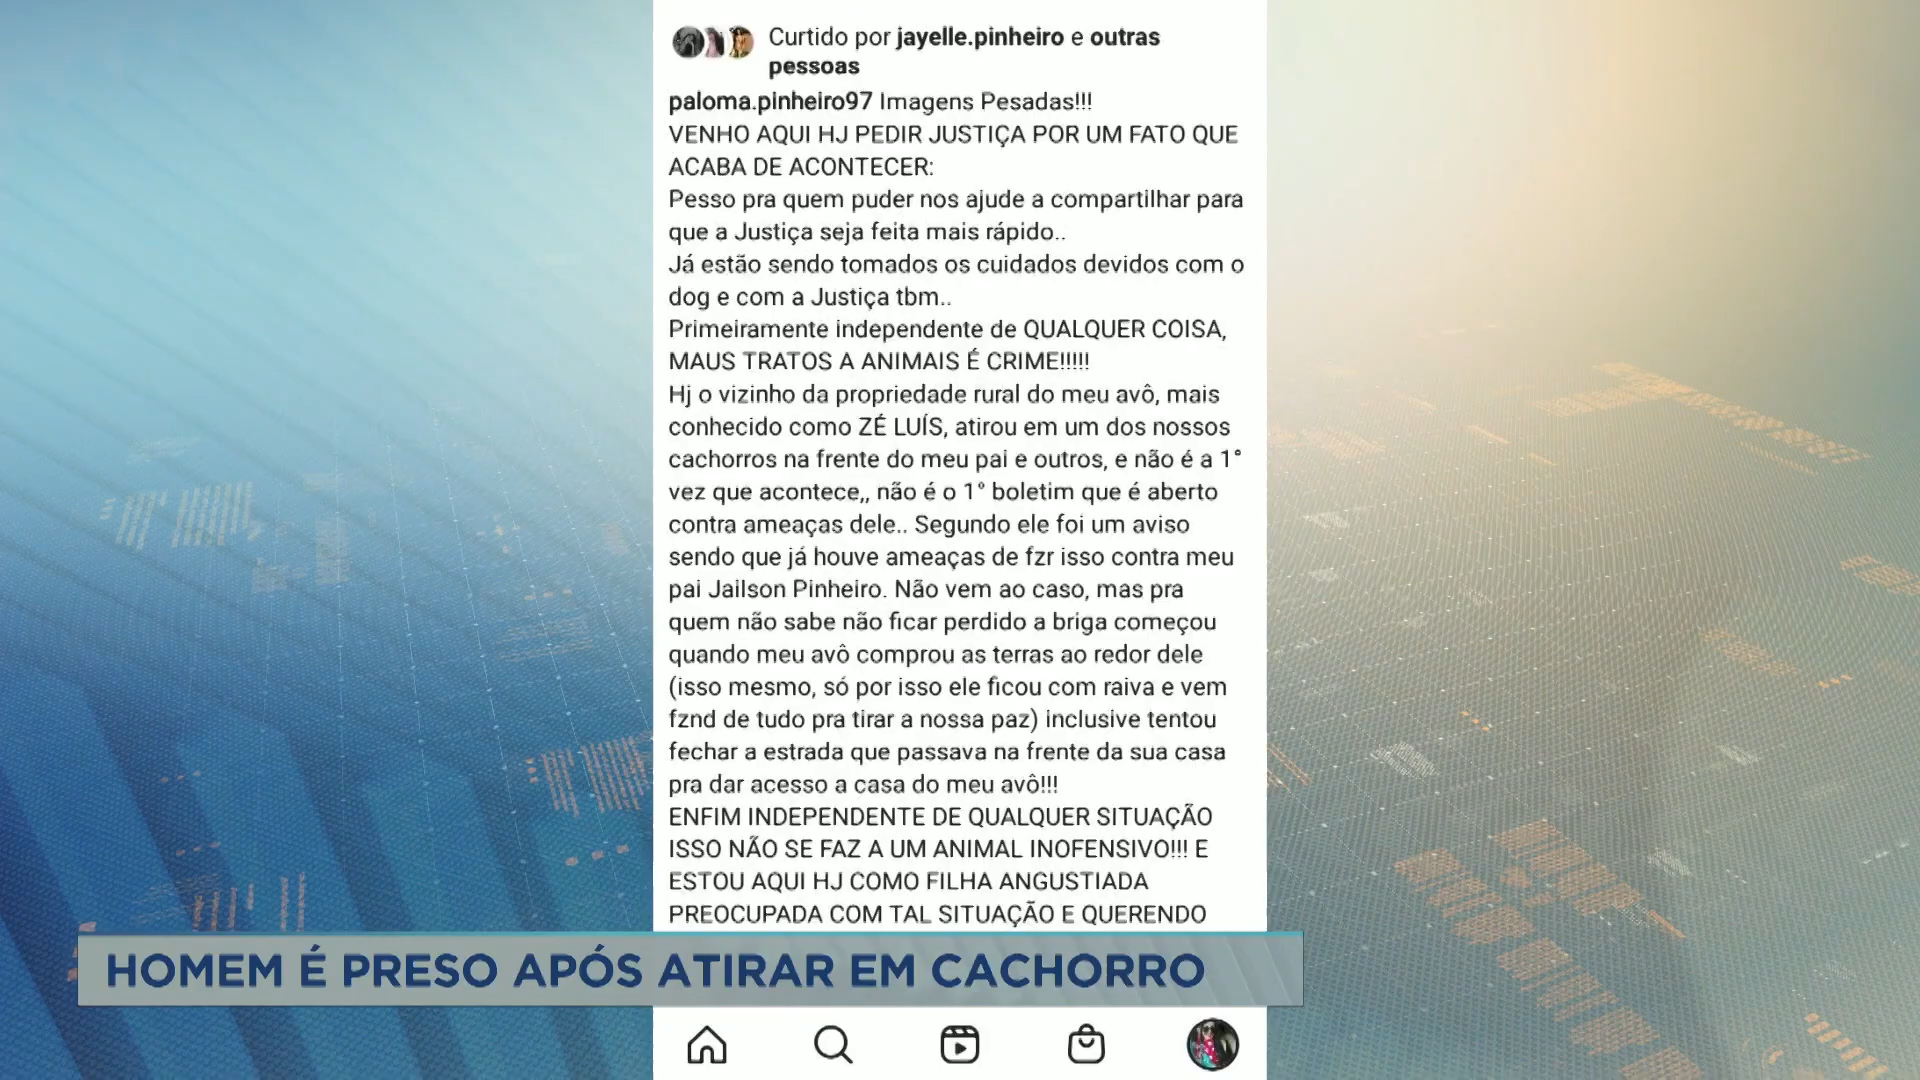 Curtido por jayelle.pinheiro e outras
pessoas
paloma.pinheiro97 Imagens Pesadas!!!
VENHO AQUI HJ PEDIR JUSTIÇA POR UM FATO QUE
ACABA DE ACONTECER:
Pesso pra quem puder nos ajude a compartilhar para
que a Justiça seja feita mais rápido..
Já estão sendo tomados os cuidados devidos com o
dog e com a Justiça tbm..
Primeiramente independente de QUALQUER COISA,
MAUS TRATOS A ANIMAIS É CRIME!!!!!
Hj o vizinho da propriedade rural do meu avô, mais
conhecido como ZÉ LUÍS, atirou em um dos nossos
cachorros na frente do meu pai e outros, e não é a 1°
vez que acontece,, não é o 1° boletim que é aberto
contra ameaças dele.. Segundo ele foi um aviso
sendo que já houve ameaças de fzr isso contra meu
pai Jailson Pinheiro. Não vem ao caso, mas pra
quem não sabe não ficar perdido a briga começou
quando meu avô comprou as terras ao redor dele
(isso mesmo, só por isso ele ficou com raiva e vem
fznd de tudo pra tirar a nossa paz) inclusive tentou
fechar a estrada que passava na frente da sua casa
pra dar acesso a casa do meu avô!!!
ENFIM INDEPENDENTE DE QUALQUER SITUAÇÃO
ISSO NÃO SE FAZ A UM ANIMAL INOFENSIVO!!! E
ESTOU AQUI HJ COMO FILHA ANGUSTIADA
PREOCUPADA COM TAL SITUAÇÃO E QUERENDO
HOMEM É PRESO APÓS ATIRAR EM CACHORRO